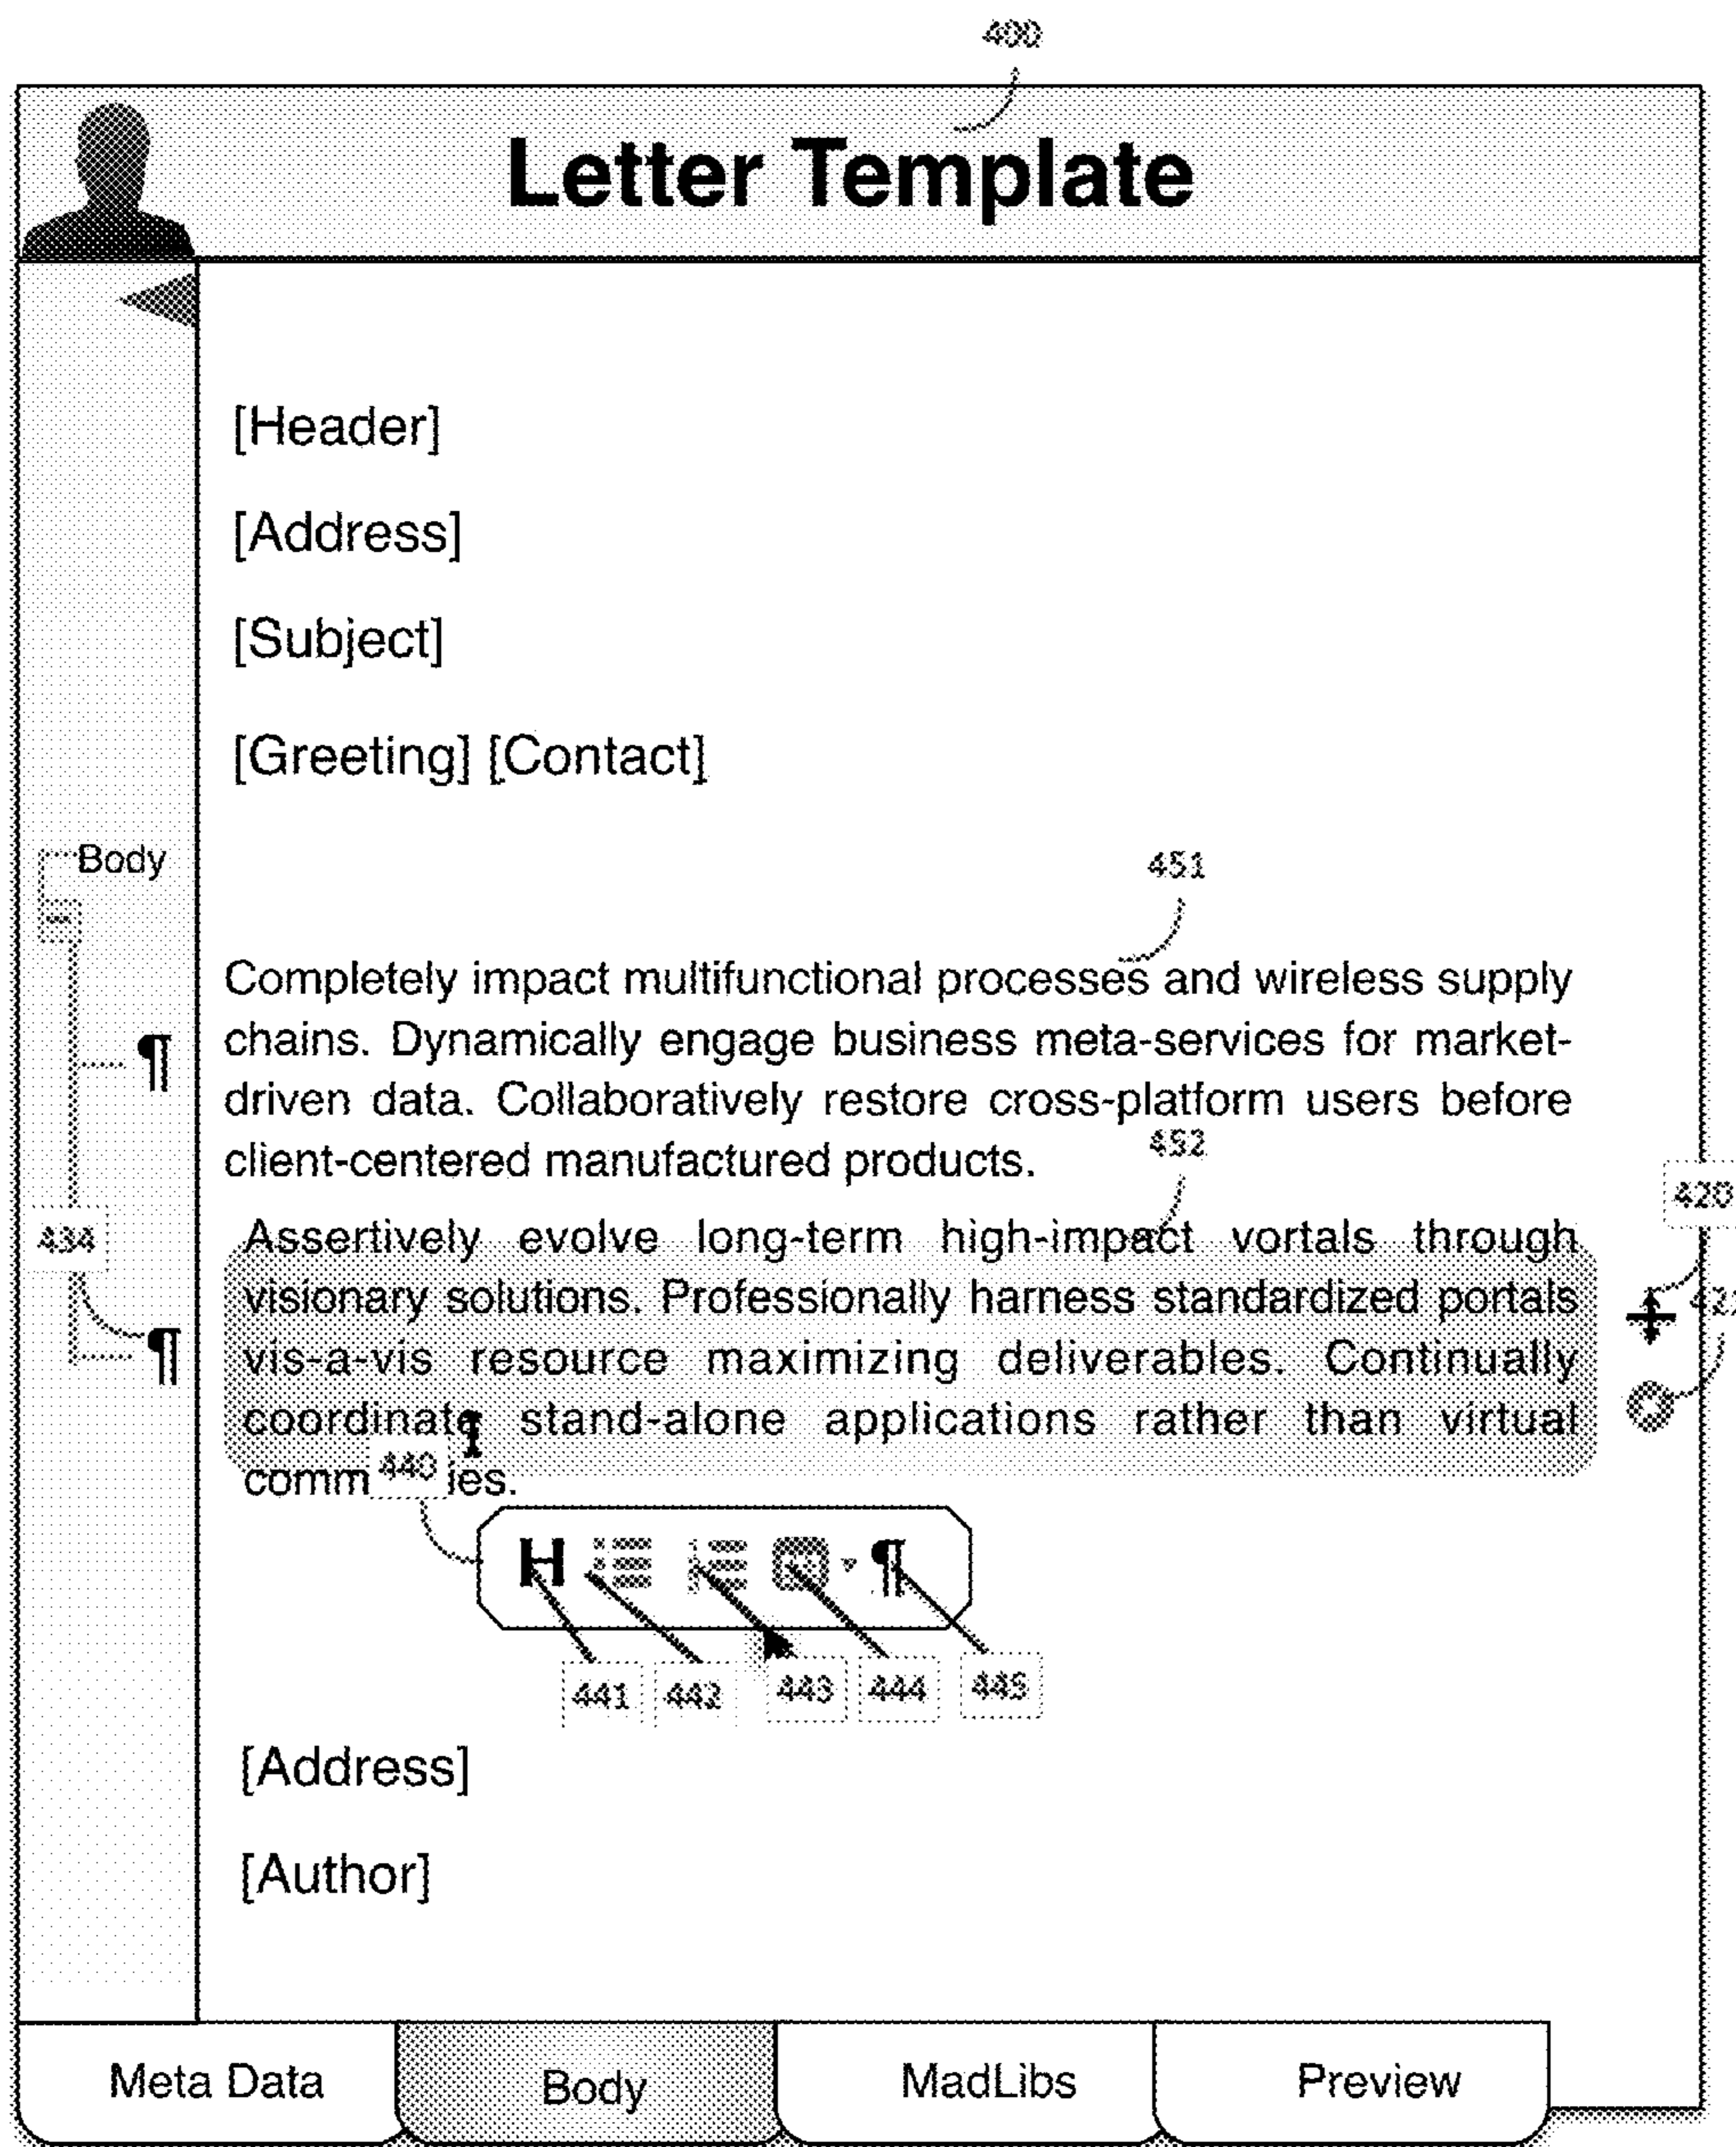 400
Letter Template
[Header]
[Address]
[Subject]
[Greeting] [Contact]
Body
451
Completely impact multifunctional processes and wireless supply
chains. Dynamically engage business meta-services for market-
¶
driven data. Collaboratively restore cross-platform users before
client-centered manufactured products.
452
420
434
Assertively evolve long-term high-impact vortals through
visionary solutions. Professionally harness standardized portals
¶
vis-a-vis resource maximizing deliverables. Continually
coordinate stand-alone applications rather than virtual
440
H ¶
441 442 443 444 445
[Address]
[Author]
Meta Data Body MadLibs Preview